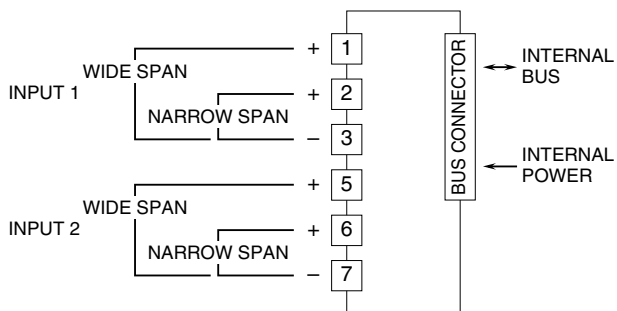 + 1
WIDE SPAN
INPUT 1
+ 2
NARROW SPAN
– 3
+ 5
WIDE SPAN
INPUT 2
+ 6
NARROW SPAN
– 7
BUS CONNECTOR
INTERNAL
BUS
INTERNAL
POWER